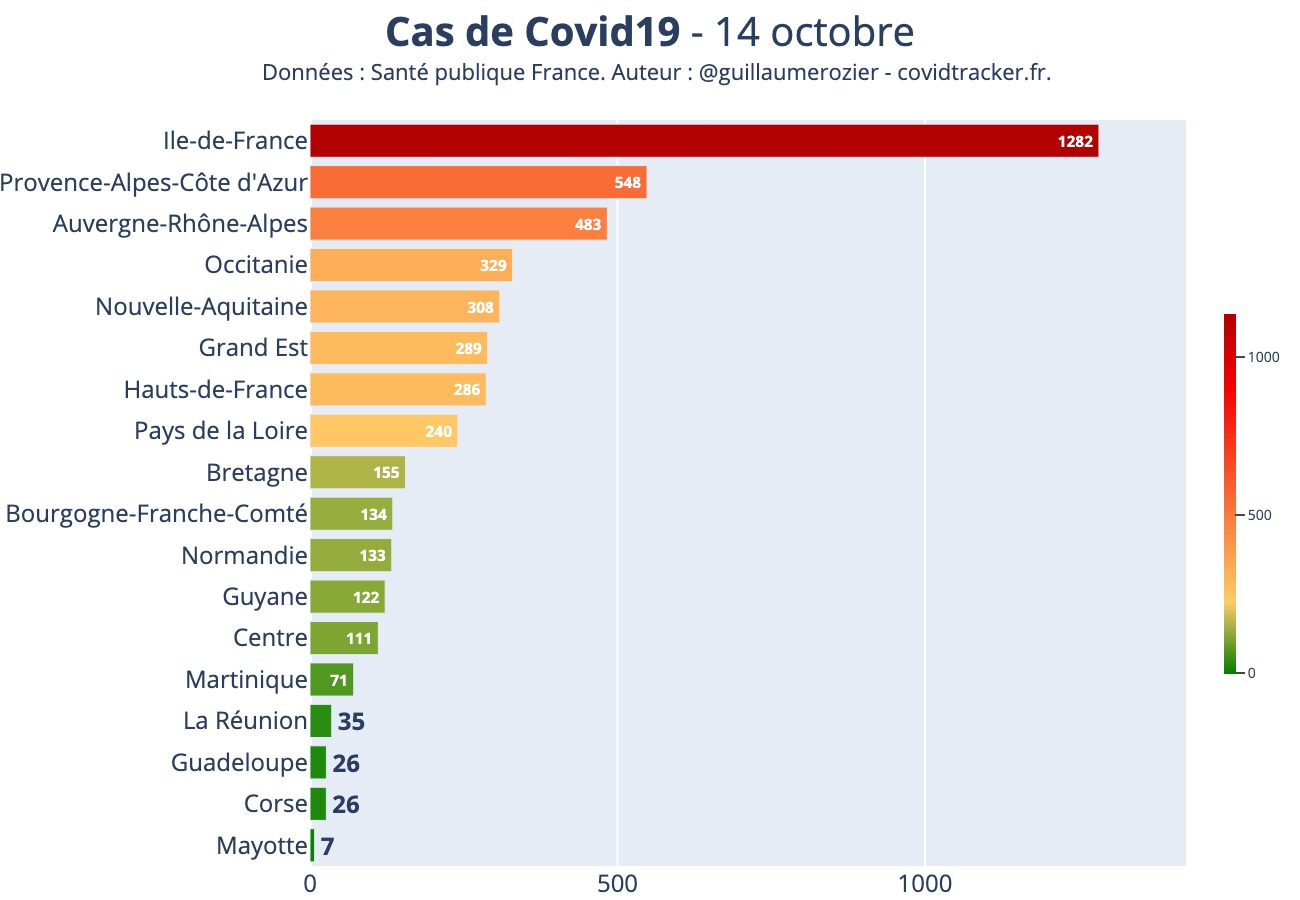 Cas de Covid19 - 14 octobre
Données : Santé publique France. Auteur : @guillaumerozier - covidtracker.fr.
Ile-de-France 1282
Provence-Alpes-Côte d'Azur 548
Auvergne-Rhône-Alpes 483
Occitanie 329
Nouvelle-Aquitaine 308
Grand Est 289
Hauts-de-France 286
Pays de la Loire 240
Bretagne 155
Bourgogne-Franche-Comté 134
Normandie 133
Guyane 122
Centre 111
Martinique 71
La Réunion 35
Guadeloupe 26
Corse 26
Mayotte 7
0 500 1000
1000
500
0